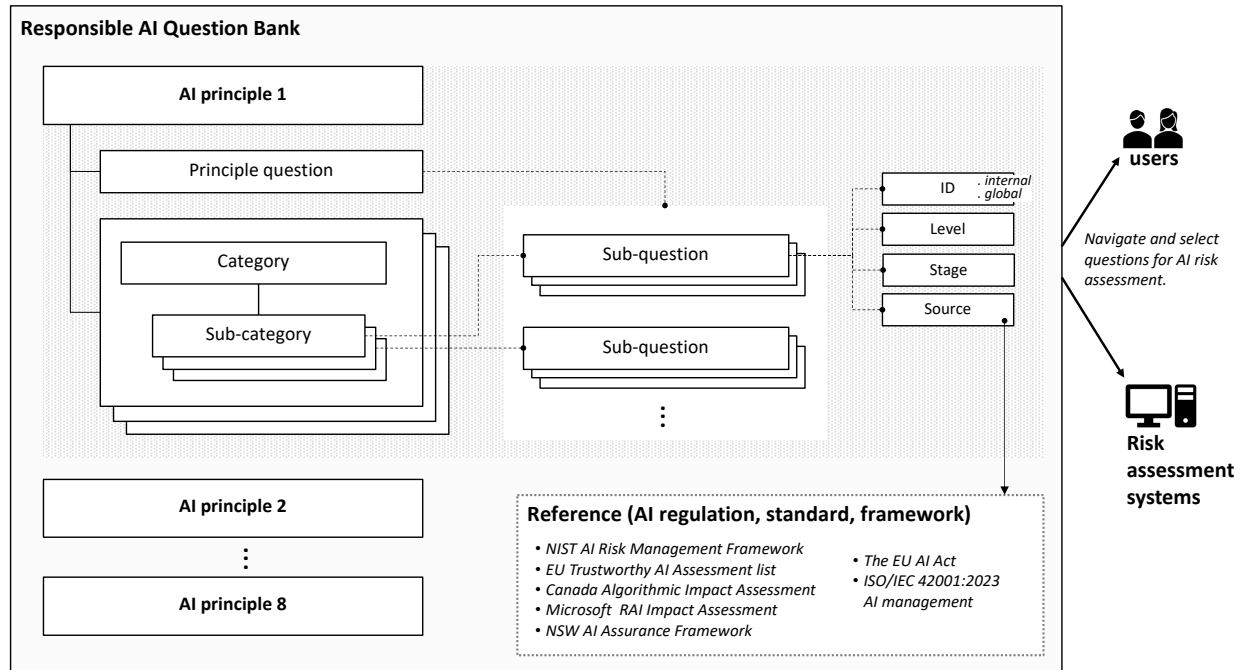 Responsible AI Question Bank
AI principle 1
Principle question
Category
Sub-category
Sub-question
Sub-question
ID
. internal
. global
Level
Stage
Source
AI principle 2
AI principle 8
Reference (AI regulation, standard, framework)
• NIST AI Risk Management Framework
• EU Trustworthy AI Assessment list
• Canada Algorithmic Impact Assessment
• Microsoft RAI Impact Assessment
• NSW AI Assurance Framework
• The EU AI Act
• ISO/IEC 42001:2023
AI management
users
Navigate and select
questions for AI risk
assessment.
Risk
assessment
systems